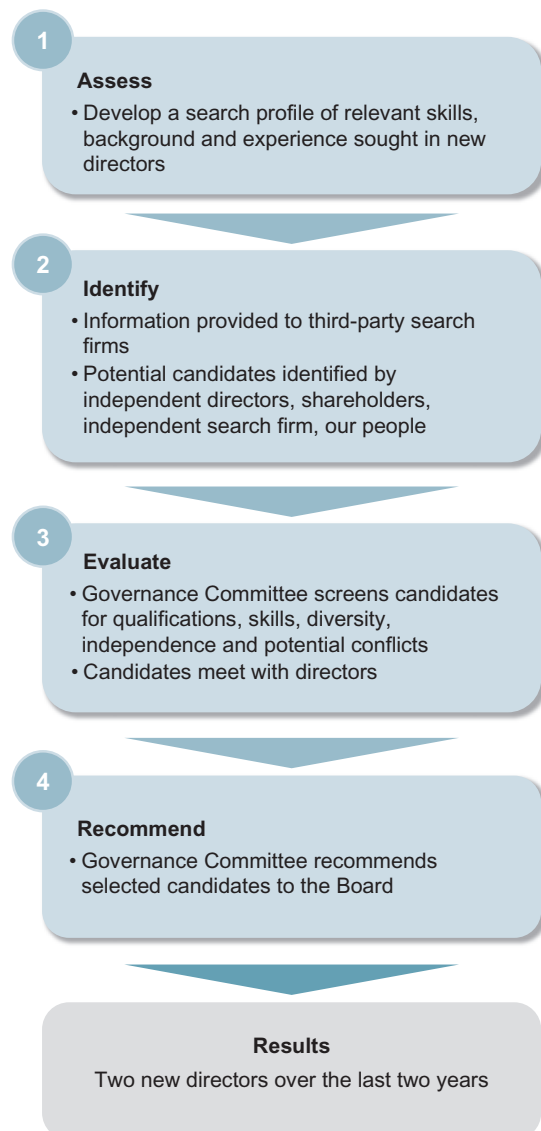 1
Assess
• Develop a search profile of relevant skills,
background and experience sought in new
directors
2
Identify
• Information provided to third-party search
firms
• Potential candidates identified by
independent directors, shareholders,
independent search firm, our people
3
Evaluate
• Governance Committee screens candidates
for qualifications, skills, diversity,
independence and potential conflicts
• Candidates meet with directors
4
Recommend
• Governance Committee recommends
selected candidates to the Board
Results
Two new directors over the last two years